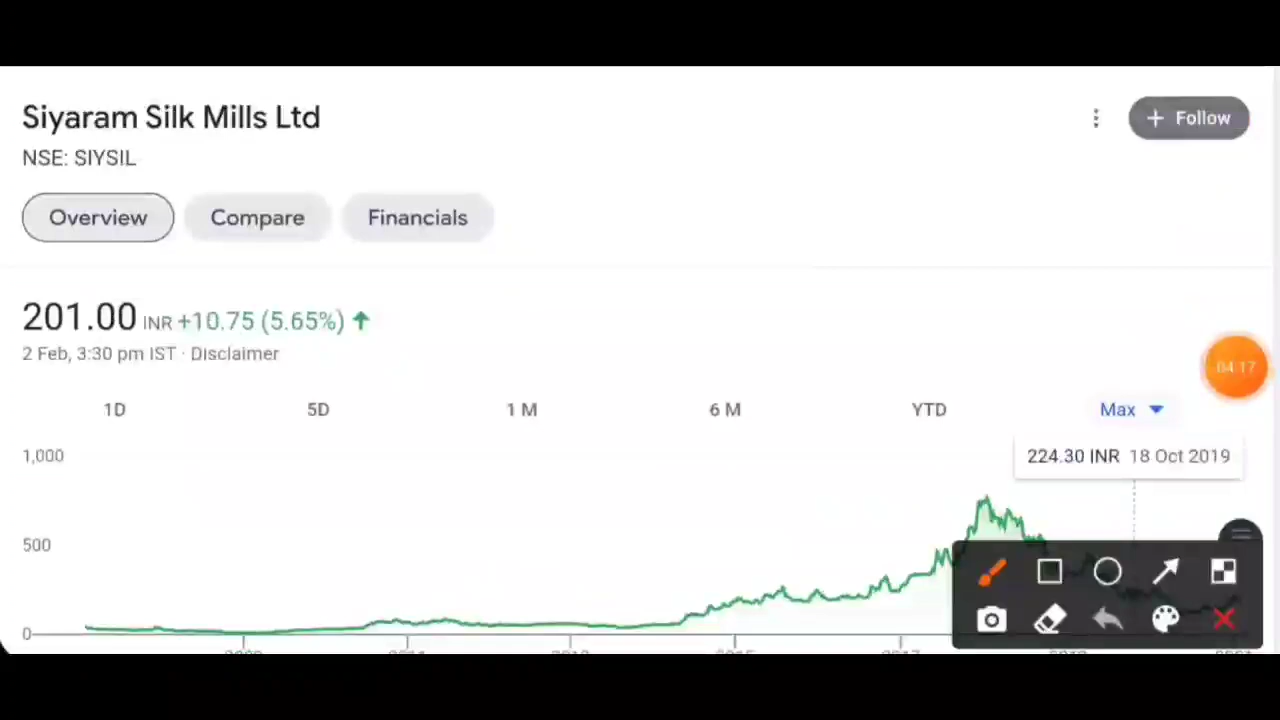 Siyaram Silk Mills Ltd
+ Follow
NSE: SIYSIL
Overview Compare Financials
201.00 INR +10.75 (5.65%) ↑
2 Feb, 3:30 pm IST · Disclaimer
04:17
1D 5D 1 M 6 M YTD Max
1,000
224.30 INR 18 Oct 2019
500
0